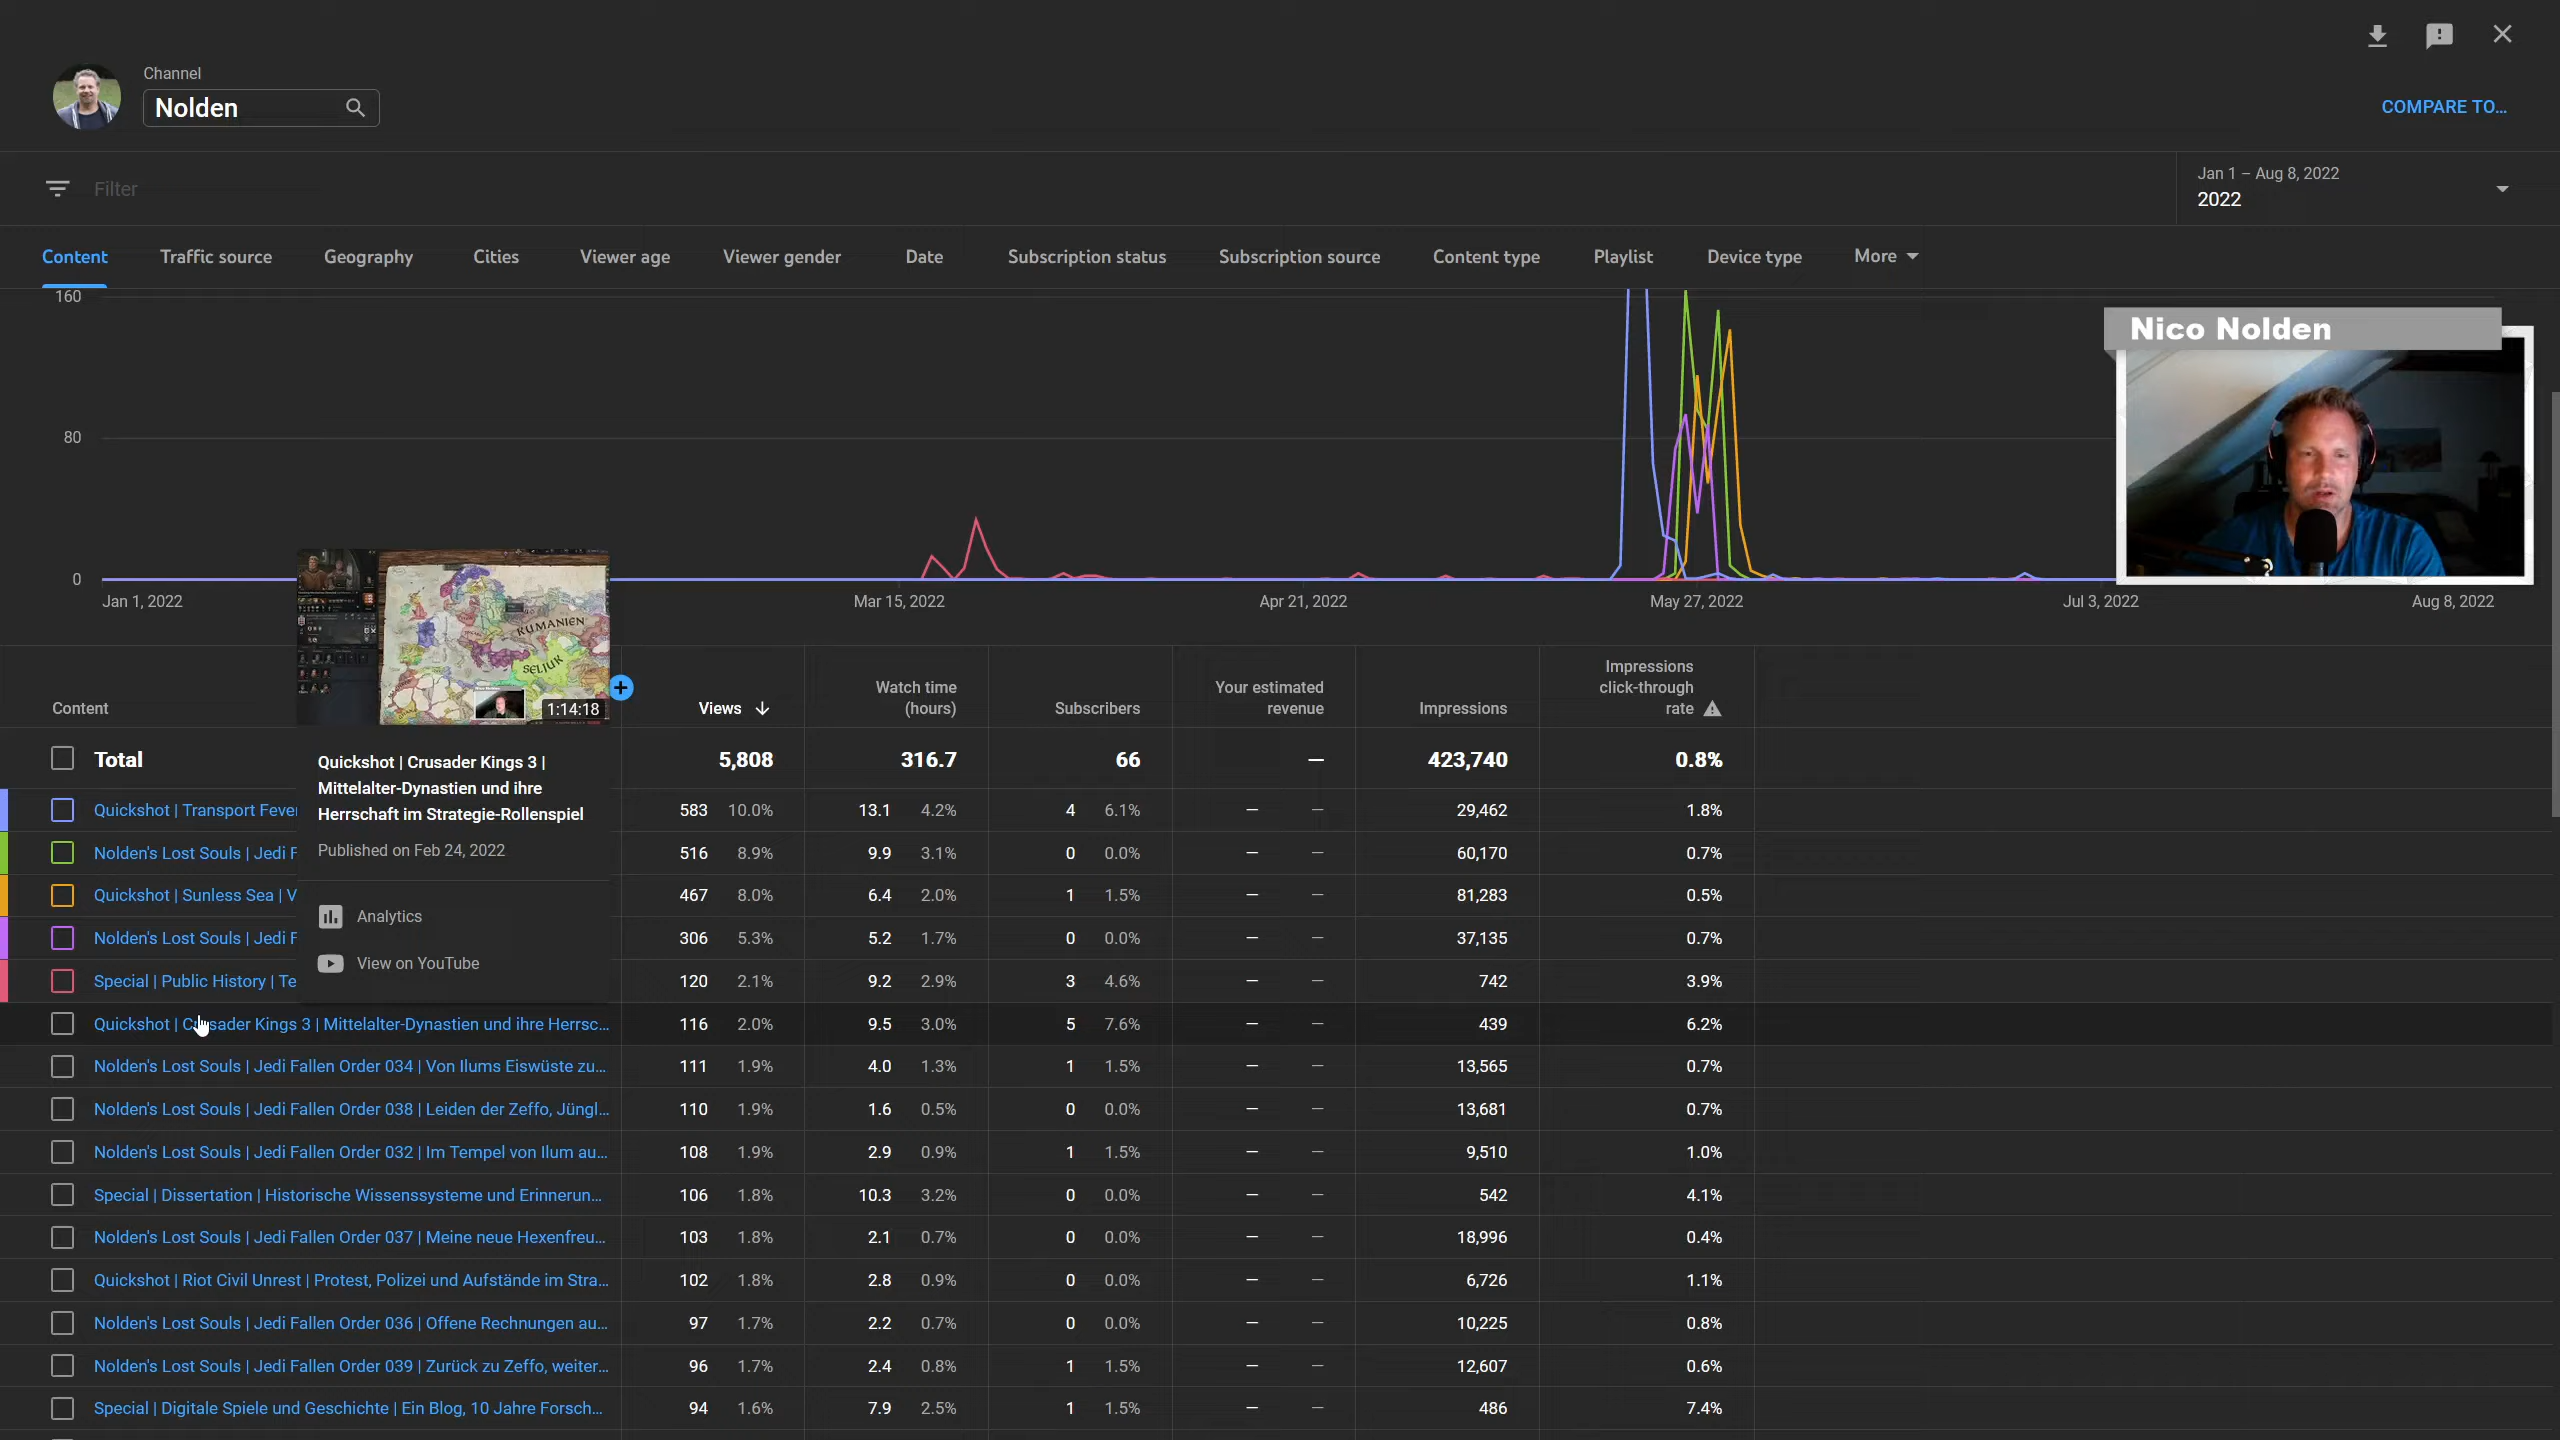 Channel
Nolden
COMPARE TO...
Filter
Jan 1 – Aug 8, 2022
2022
Content Traffic source Geography Cities Viewer age Viewer gender Date Subscription status Subscription source Content type Playlist Device type More
160
80
0
Jan 1, 2022 Mar 15, 2022 Apr 21, 2022 May 27, 2022 Jul 3, 2022 Aug 8, 2022
Nico Nolden
KUMANIEN
SELJUK
1:14:18
Content Views Watch time (hours) Subscribers Your estimated revenue Impressions Impressions click-through rate
Total 5,808 316.7 66 — 423,740 0.8%
Quickshot | Crusader Kings 3 |
Mittelalter-Dynastien und ihre
Herrschaft im Strategie-Rollenspiel
Published on Feb 24, 2022
Analytics
View on YouTube
Quickshot | Transport Fever 583 10.0% 13.1 4.2% 4 6.1% — — 29,462 1.8%
Nolden's Lost Souls | Jedi F 516 8.9% 9.9 3.1% 0 0.0% — — 60,170 0.7%
Quickshot | Sunless Sea | V 467 8.0% 6.4 2.0% 1 1.5% — — 81,283 0.5%
Nolden's Lost Souls | Jedi F 306 5.3% 5.2 1.7% 0 0.0% — — 37,135 0.7%
Special | Public History | Te 120 2.1% 9.2 2.9% 3 4.6% — — 742 3.9%
Quickshot | Crusader Kings 3 | Mittelalter-Dynastien und ihre Herrsc... 116 2.0% 9.5 3.0% 5 7.6% — — 439 6.2%
Nolden's Lost Souls | Jedi Fallen Order 034 | Von Ilums Eiswüste zu... 111 1.9% 4.0 1.3% 1 1.5% — — 13,565 0.7%
Nolden's Lost Souls | Jedi Fallen Order 038 | Leiden der Zeffo, Jüngl... 110 1.9% 1.6 0.5% 0 0.0% — — 13,681 0.7%
Nolden's Lost Souls | Jedi Fallen Order 032 | Im Tempel von Ilum au... 108 1.9% 2.9 0.9% 1 1.5% — — 9,510 1.0%
Special | Dissertation | Historische Wissenssysteme und Erinnerun... 106 1.8% 10.3 3.2% 0 0.0% — — 542 4.1%
Nolden's Lost Souls | Jedi Fallen Order 037 | Meine neue Hexenfreu... 103 1.8% 2.1 0.7% 0 0.0% — — 18,996 0.4%
Quickshot | Riot Civil Unrest | Protest, Polizei und Aufstände im Stra... 102 1.8% 2.8 0.9% 0 0.0% — — 6,726 1.1%
Nolden's Lost Souls | Jedi Fallen Order 036 | Offene Rechnungen au... 97 1.7% 2.2 0.7% 0 0.0% — — 10,225 0.8%
Nolden's Lost Souls | Jedi Fallen Order 039 | Zurück zu Zeffo, weiter... 96 1.7% 2.4 0.8% 1 1.5% — — 12,607 0.6%
Special | Digitale Spiele und Geschichte | Ein Blog, 10 Jahre Forsch... 94 1.6% 7.9 2.5% 1 1.5% — — 486 7.4%